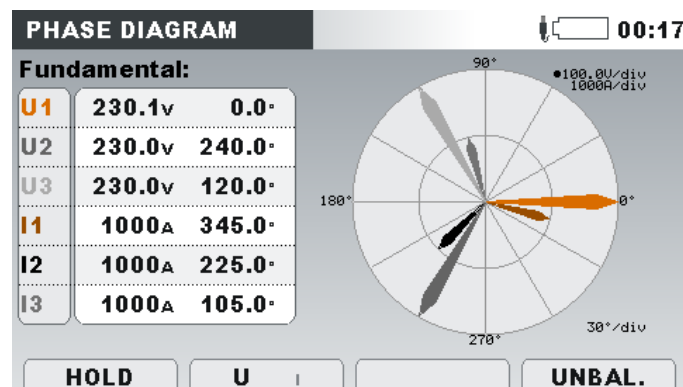 PHASE DIAGRAM 00:17
Fundamental:
U1 230.1V 0.0°
U2 230.0V 240.0°
U3 230.0V 120.0°
I1 1000A 345.0°
I2 1000A 225.0°
I3 1000A 105.0°
90°
●100.0V/div
1000A/div
180°
0°
270°
30°/div
HOLD U I UNBAL.